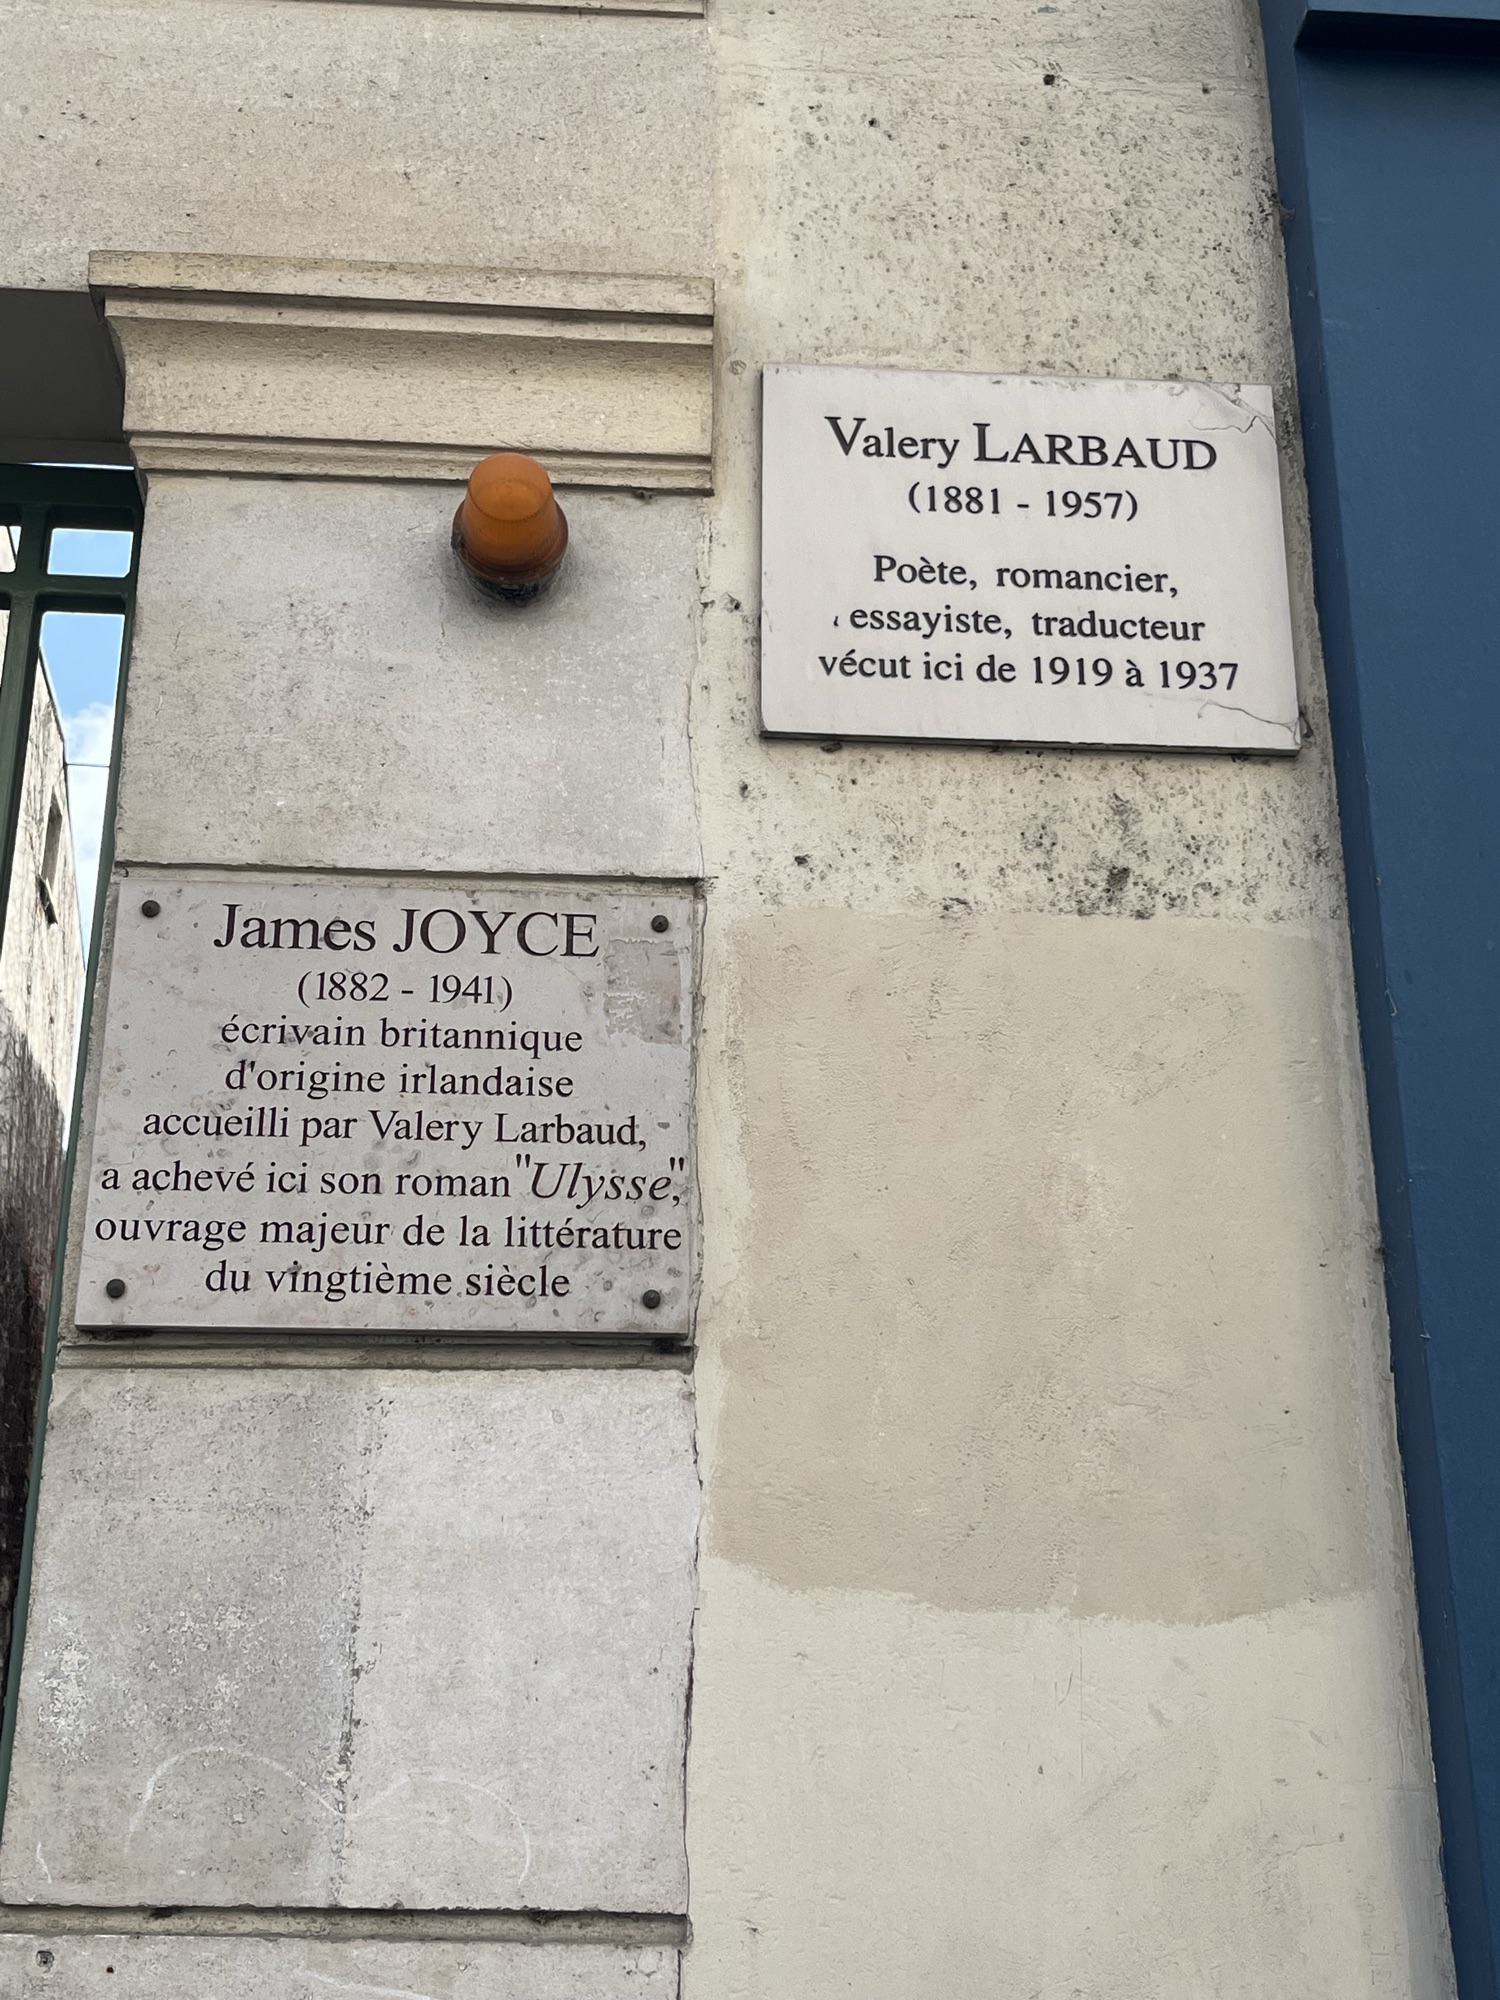 Valery LARBAUD
(1881 - 1957)
Poète, romancier,
essayiste, traducteur
vécut ici de 1919 à 1937
James JOYCE
(1882 - 1941)
écrivain britannique
d'origine irlandaise
accueilli par Valery Larbaud,
a achevé ici son roman "Ulysse",
ouvrage majeur de la littérature
du vingtième siècle